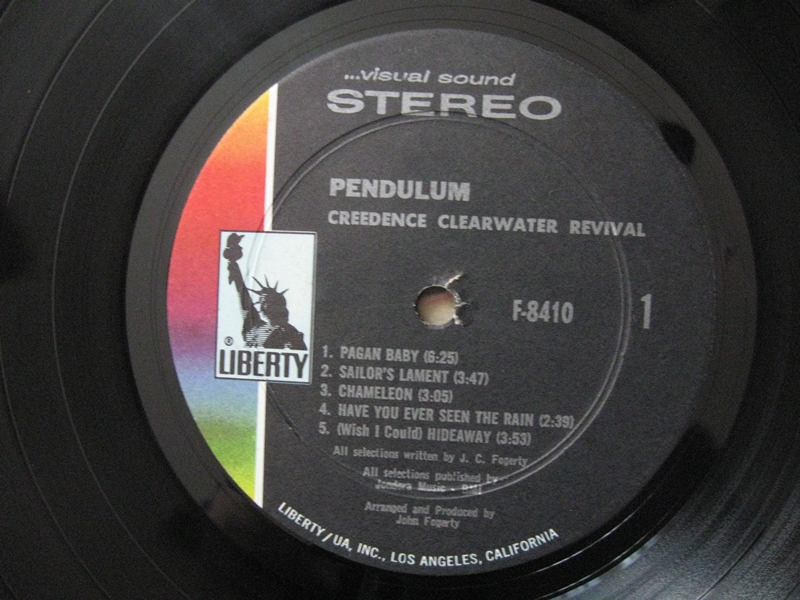 ...visual sound
STEREO
PENDULUM
CREEDENCE CLEARWATER REVIVAL
F-8410
1
® LIBERTY
1. PAGAN BABY (6:25)
2. SAILOR'S LAMENT (3:47)
3. CHAMELEON (3:05)
4. HAVE YOU EVER SEEN THE RAIN (2:39)
5. (Wish I Could) HIDEAWAY (3:53)
All selections written by J. C. Fogerty
All selections published by
Jondora Music - BMI
Arranged and Produced by
John Fogerty
LIBERTY/UA, INC., LOS ANGELES, CALIFORNIA